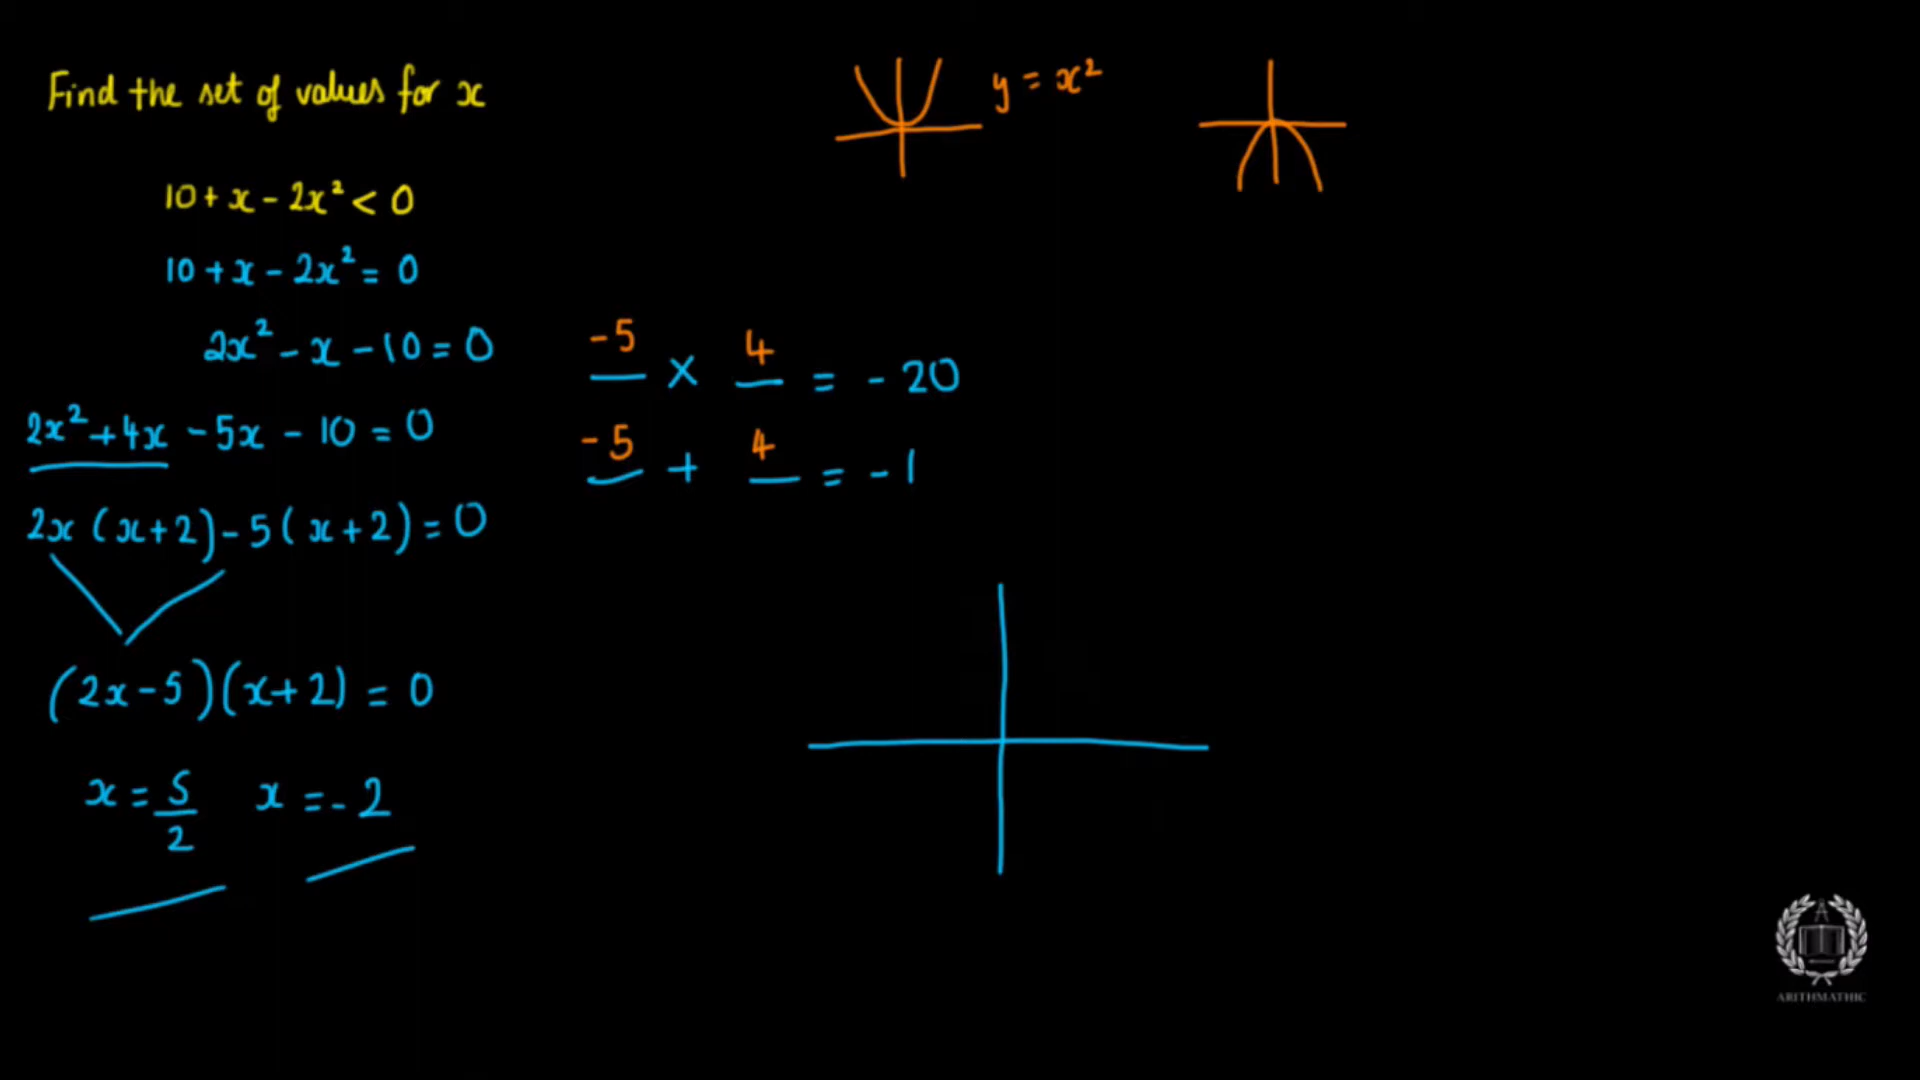 Find the set of values for x
10 + x - 2x² < 0
10 + x - 2x² = 0
2x² - x - 10 = 0
2x² + 4x - 5x - 10 = 0
2x (x+2) - 5 (x+2) = 0
(2x - 5)(x + 2) = 0
x = 5/2   x = -2
y = x²
-5 × 4 = -20
-5 + 4 = -1
ARITHMATHIC